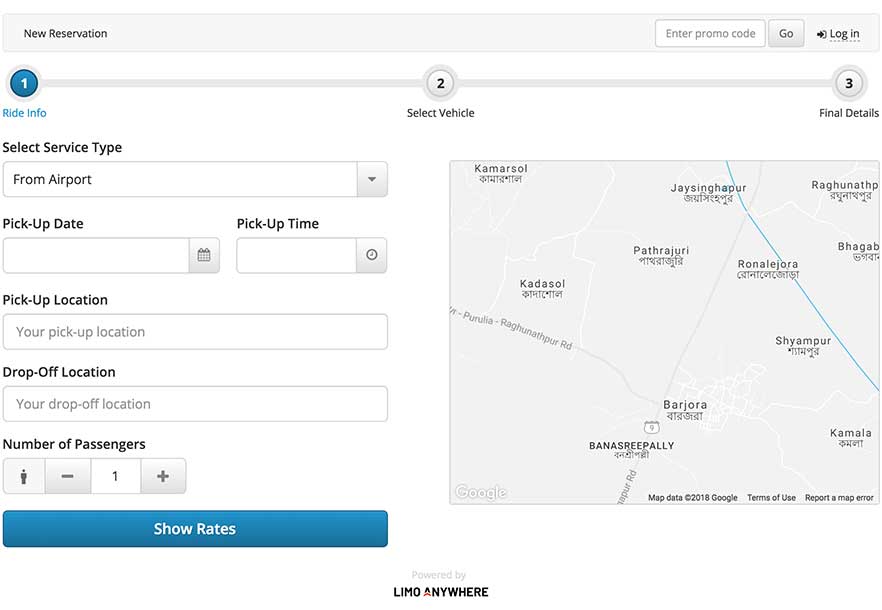 New Reservation
Enter promo code
Go
Log in
1
2
3
Ride Info
Select Vehicle
Final Details
Select Service Type
From Airport
Pick-Up Date
Pick-Up Time
Pick-Up Location
Your pick-up location
Drop-Off Location
Your drop-off location
Number of Passengers
1
Show Rates
Kamarsol
কামারশাল
Jaysinghapur
জয়সিংহপুর
Raghunathp
রঘুনাথপুর
Pathrajuri
পাথরাজুরি
Bhagab
ভগবা
Ronalejora
রোনালেজোড়া
Kadasol
কাদাশোল
- Purulia - Raghunathpur Rd
Shyampur
শ্যামপুর
Barjora
বারজরা
9
Kamala
কমলা
BANASREEPALLY
বনশ্রীপল্লী
apur Rd
Google
Map data ©2018 Google
Terms of Use
Report a map error
Powered by
LIMO ANYWHERE